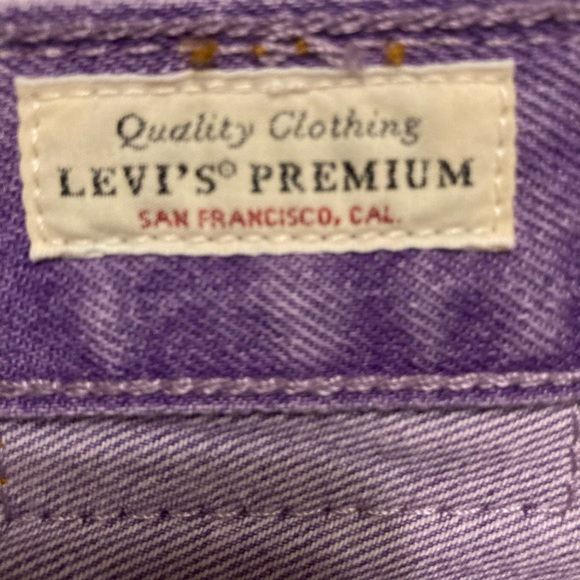 Quality Clothing
LEVI'S® PREMIUM
SAN FRANCISCO, CAL.